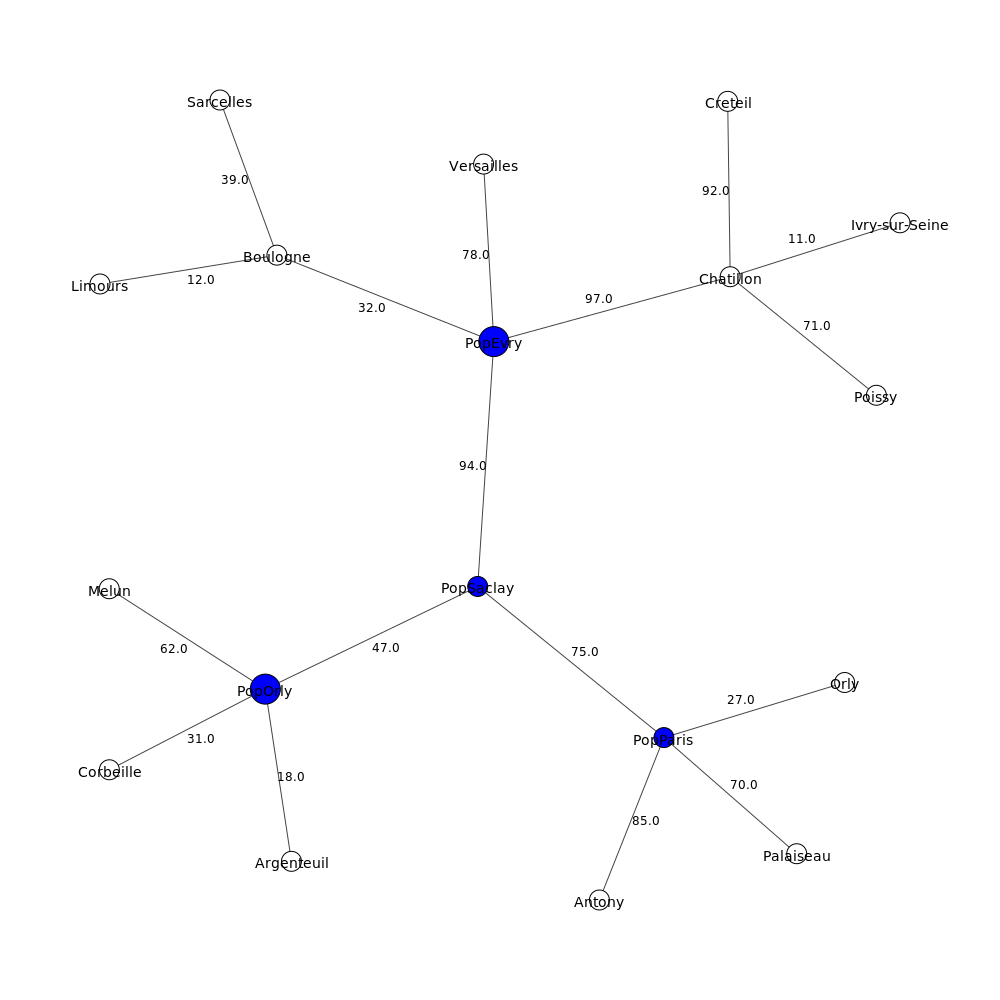 Sarcelles
Creteil
Versailles
39.0
92.0
Ivry-sur-Seine
11.0
Boulogne
78.0
Chatillon
Limours
12.0
97.0
32.0
71.0
PopEvry
Poissy
94.0
Melun
PopSaclay
62.0
47.0
75.0
Orly
PopOrly
27.0
31.0
PopParis
Corbeille
18.0
70.0
85.0
Palaiseau
Argenteuil
Antony